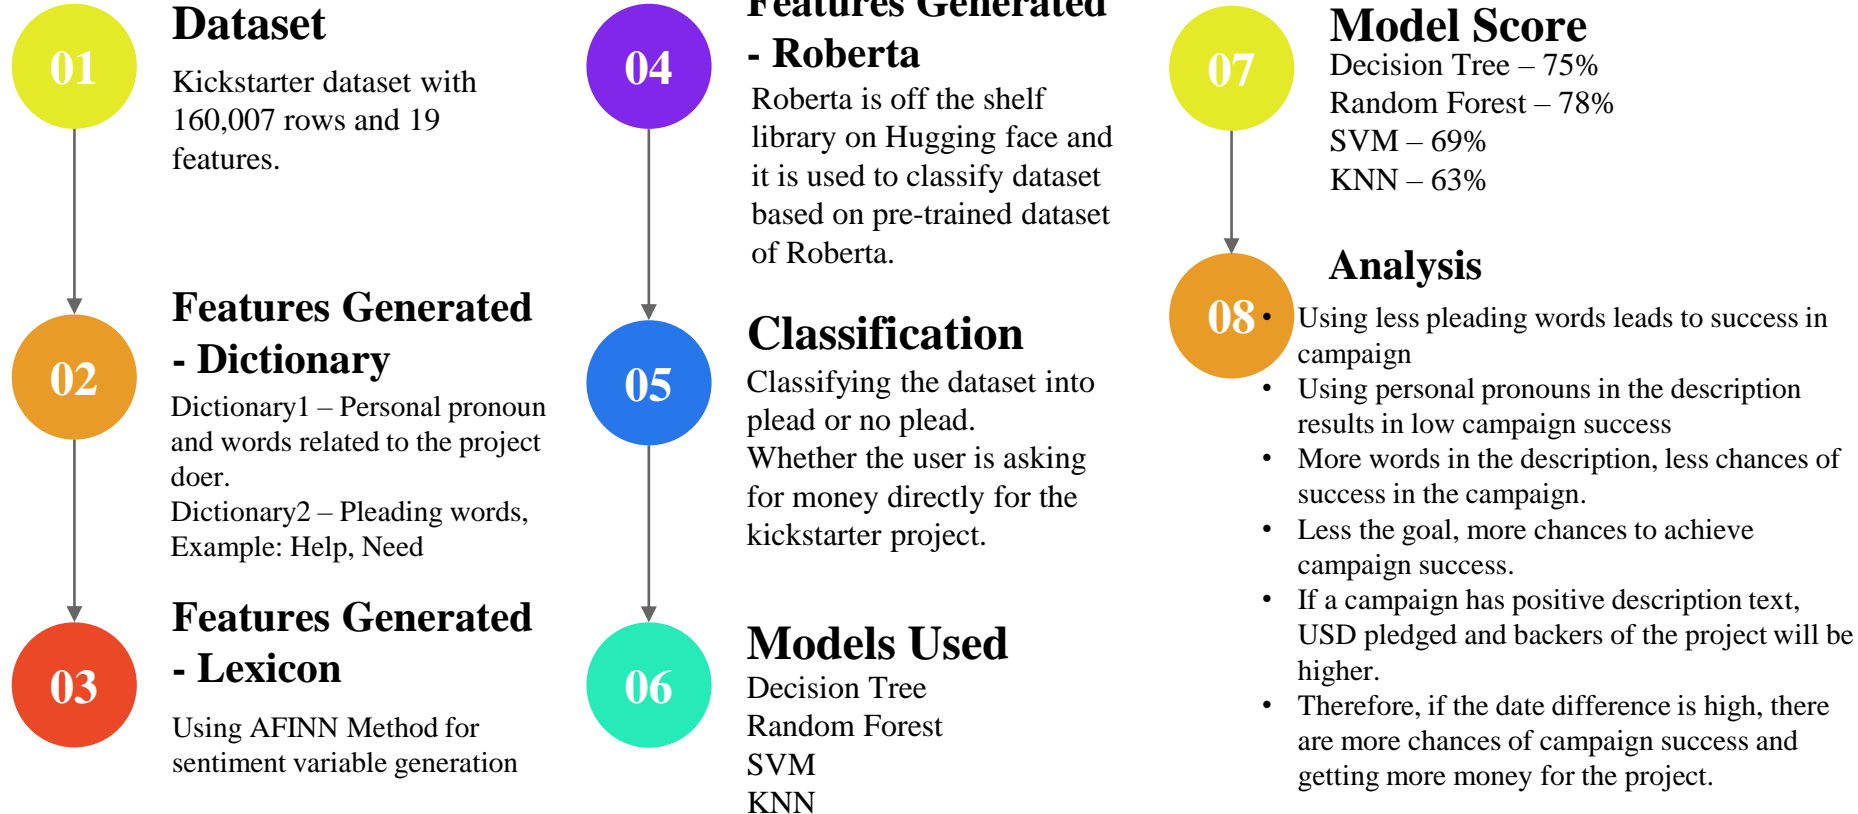 01
Dataset
Kickstarter dataset with
160,007 rows and 19
features.
02
Features Generated
- Dictionary
Dictionary1 – Personal pronoun
and words related to the project
doer.
Dictionary2 – Pleading words,
Example: Help, Need
03
Features Generated
- Lexicon
Using AFINN Method for
sentiment variable generation
04
Features Generated
- Roberta
Roberta is off the shelf
library on Hugging face and
it is used to classify dataset
based on pre-trained dataset
of Roberta.
05
Classification
Classifying the dataset into
plead or no plead.
Whether the user is asking
for money directly for the
kickstarter project.
06
Models Used
Decision Tree
Random Forest
SVM
KNN
07
Model Score
Decision Tree – 75%
Random Forest – 78%
SVM – 69%
KNN – 63%
08
Analysis
• Using less pleading words leads to success in
campaign
• Using personal pronouns in the description
results in low campaign success
• More words in the description, less chances of
success in the campaign.
• Less the goal, more chances to achieve
campaign success.
• If a campaign has positive description text,
USD pledged and backers of the project will be
higher.
• Therefore, if the date difference is high, there
are more chances of campaign success and
getting more money for the project.